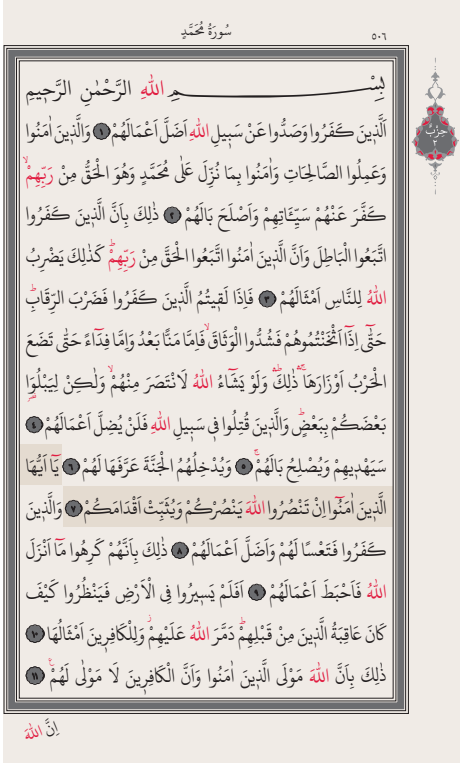 سُورَةُ مُحَمَّدٍ
٥٠٦
بِسْمِ اللّٰهِ الرَّحْمٰنِ الرَّحِيمِ
اَلَّذِينَ كَفَرُوا وَصَدُّوا عَنْ سَبِيلِ اللّٰهِ اَضَلَّ اَعْمَالَهُمْ ﴿١﴾ وَالَّذِينَ اٰمَنُوا
وَعَمِلُوا الصَّالِحَاتِ وَاٰمَنُوا بِمَا نُزِّلَ عَلٰى مُحَمَّدٍ وَهُوَ الْحَقُّ مِنْ رَبِّهِمْۙ
كَفَّرَ عَنْهُمْ سَيِّـَٔاتِهِمْ وَاَصْلَحَ بَالَهُمْ ﴿٢﴾ ذٰلِكَ بِاَنَّ الَّذِينَ كَفَرُوا
اتَّبَعُوا الْبَاطِلَ وَاَنَّ الَّذِينَ اٰمَنُوا اتَّبَعُوا الْحَقَّ مِنْ رَبِّهِمْۜ كَذٰلِكَ يَضْرِبُ
اللّٰهُ لِلنَّاسِ اَمْثَالَهُمْ ﴿٣﴾ فَاِذَا لَقِيتُمُ الَّذِينَ كَفَرُوا فَضَرْبَ الرِّقَابِۜ
حَتّٰٓى اِذَٓا اَثْخَنْتُمُوهُمْ فَشُدُّوا الْوَثَاقَۙ فَاِمَّا مَنًّا بَعْدُ وَاِمَّا فِدَٓاءً حَتّٰى تَضَعَ
الْحَرْبُ اَوْزَارَهَاۚ ذٰلِكَۜ وَلَوْ يَشَٓاءُ اللّٰهُ لَانْتَصَرَ مِنْهُمْۙ وَلٰكِنْ لِيَبْلُوَ۬ا
بَعْضَكُمْ بِبَعْضٍۜ وَالَّذِينَ قُتِلُوا فِي سَبِيلِ اللّٰهِ فَلَنْ يُضِلَّ اَعْمَالَهُمْ ﴿٤﴾
سَيَهْدِيهِمْ وَيُصْلِحُ بَالَهُمْۚ ﴿٥﴾ وَيُدْخِلُهُمُ الْجَنَّةَ عَرَّفَهَا لَهُمْ ﴿٦﴾ يَٓا اَيُّهَا
الَّذِينَ اٰمَنُٓوا اِنْ تَنْصُرُوا اللّٰهَ يَنْصُرْكُمْ وَيُثَبِّتْ اَقْدَامَكُمْ ﴿٧﴾ وَالَّذِينَ
كَفَرُوا فَتَعْسًا لَهُمْ وَاَضَلَّ اَعْمَالَهُمْ ﴿٨﴾ ذٰلِكَ بِاَنَّهُمْ كَرِهُوا مَٓا اَنْزَلَ
اللّٰهُ فَاَحْبَطَ اَعْمَالَهُمْ ﴿٩﴾ اَفَلَمْ يَسِيرُوا فِي الْاَرْضِ فَيَنْظُرُوا كَيْفَ
كَانَ عَاقِبَةُ الَّذِينَ مِنْ قَبْلِهِمْۜ دَمَّرَ اللّٰهُ عَلَيْهِمْۘ وَلِلْكَافِرِينَ اَمْثَالُهَا ﴿١٠﴾
ذٰلِكَ بِاَنَّ اللّٰهَ مَوْلَى الَّذِينَ اٰمَنُوا وَاَنَّ الْكَافِرِينَ لَا مَوْلٰى لَهُمْ۟ ﴿١١﴾
اِنَّ اللّٰهَ
حِزْبْ
٢